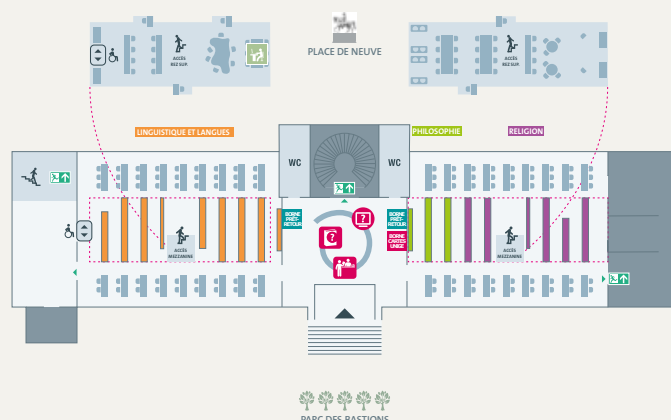 PLACE DE NEUVE
ACCÈS
REZ SUP.
ACCÈS
REZ SUP.
LINGUISTIQUE ET LANGUES
PHILOSOPHIE
RELIGION
WC
WC
BORNE
PRÊT-
RETOUR
BORNE
PRÊT-
RETOUR
BORNE
CARTES
UNIGE
?
?
ACCÈS
MEZZANINE
ACCÈS
MEZZANINE
PARC DES BASTIONS